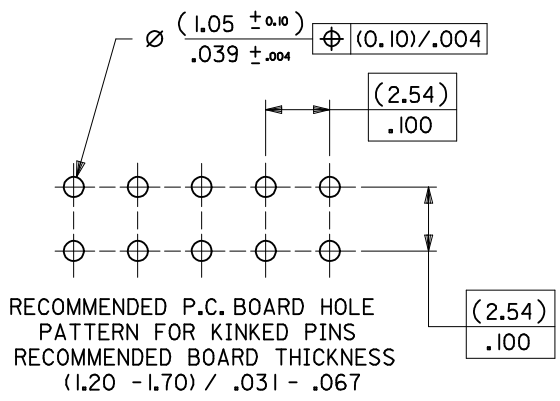 ⌀ (1.05 ±0.10)
.039 ±.004
⌖ (0.10)/.004
(2.54)
.100
(2.54)
.100
RECOMMENDED P.C. BOARD HOLE
PATTERN FOR KINKED PINS
RECOMMENDED BOARD THICKNESS
(1.20 -1.70) / .031 - .067